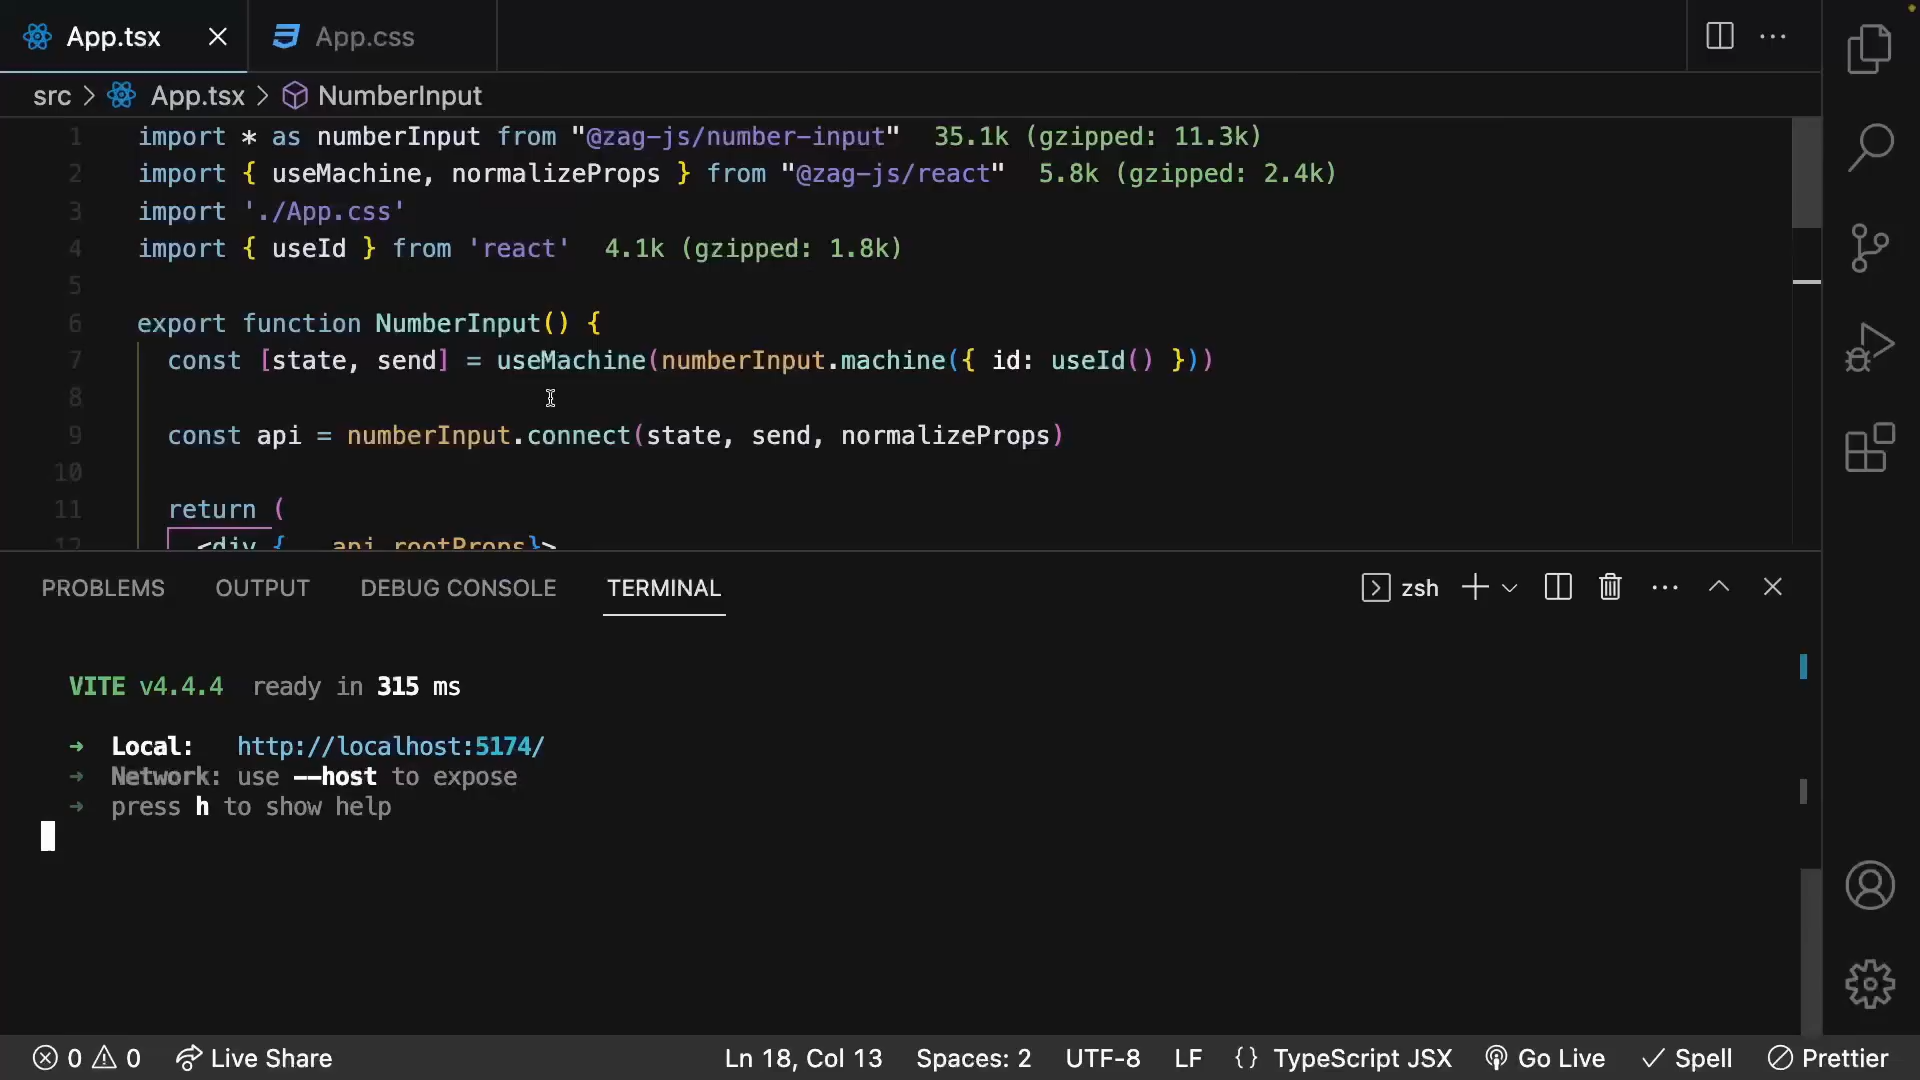 App.tsx
App.css
src > App.tsx > NumberInput
1 import * as numberInput from "@zag-js/number-input" 35.1k (gzipped: 11.3k)
2 import { useMachine, normalizeProps } from "@zag-js/react" 5.8k (gzipped: 2.4k)
3 import './App.css'
4 import { useId } from 'react' 4.1k (gzipped: 1.8k)
5
6 export function NumberInput() {
7 const [state, send] = useMachine(numberInput.machine({ id: useId() }))
8
9 const api = numberInput.connect(state, send, normalizeProps)
10
11 return (
12 <div {...api.rootProps}>
PROBLEMS OUTPUT DEBUG CONSOLE TERMINAL zsh
VITE v4.4.4 ready in 315 ms
➜ Local: http://localhost:5174/
➜ Network: use --host to expose
➜ press h to show help
0 0 Live Share Ln 18, Col 13 Spaces: 2 UTF-8 LF {} TypeScript JSX Go Live Spell Prettier